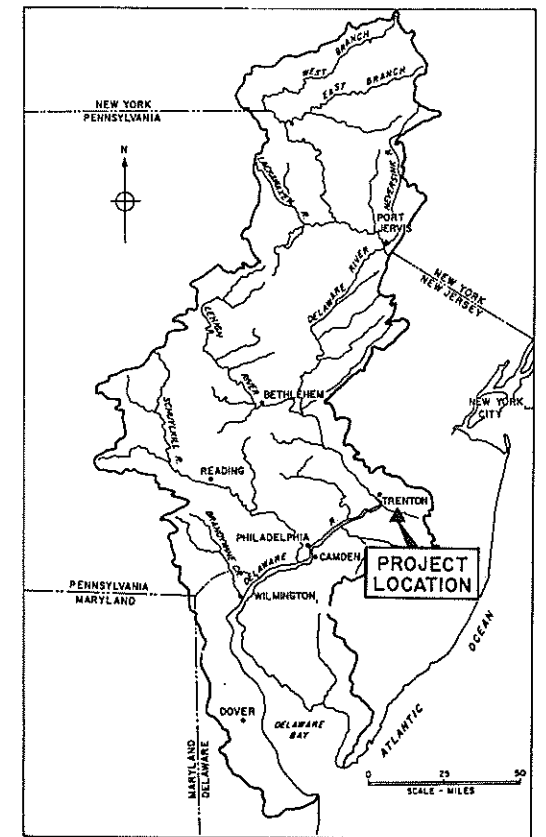 WEST BRANCH
EAST BRANCH
NEW YORK
PENNSYLVANIA
N
LACKAWAXEN R.
NEVERSINK R.
PORT
JERVIS
DELAWARE RIVER
NEW YORK
NEW JERSEY
LEHIGH
RIVER
BETHLEHEM
NEW YORK
CITY
SCHUYLKILL R.
READING
TRENTON
PHILADELPHIA
CAMDEN
DELAWARE R.
BRANDYWINE CR.
PROJECT
LOCATION
PENNSYLVANIA
MARYLAND
WILMINGTON
ATLANTIC OCEAN
DOVER
DELAWARE
BAY
MARYLAND
DELAWARE
0 25 50
SCALE - MILES